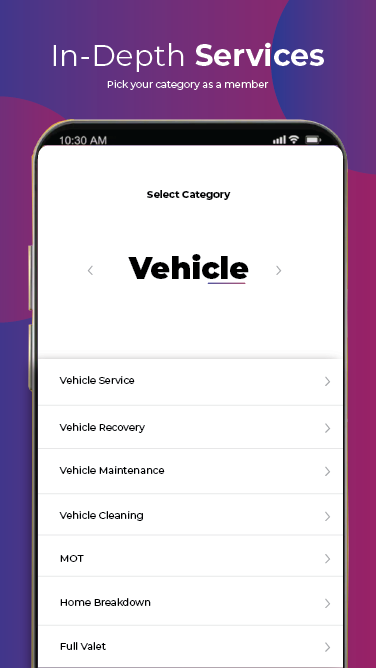 In-Depth Services
Pick your category as a member
10:30 AM
Select Category
Vehicle
Vehicle Service
Vehicle Recovery
Vehicle Maintenance
Vehicle Cleaning
MOT
Home Breakdown
Full Valet